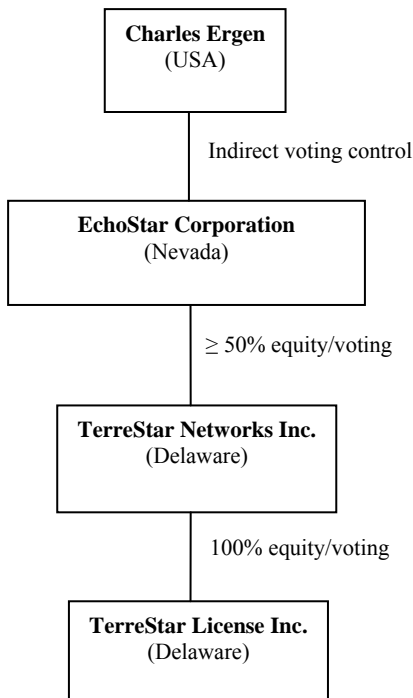 Charles Ergen
(USA)
Indirect voting control
EchoStar Corporation
(Nevada)
≥ 50% equity/voting
TerreStar Networks Inc.
(Delaware)
100% equity/voting
TerreStar License Inc.
(Delaware)